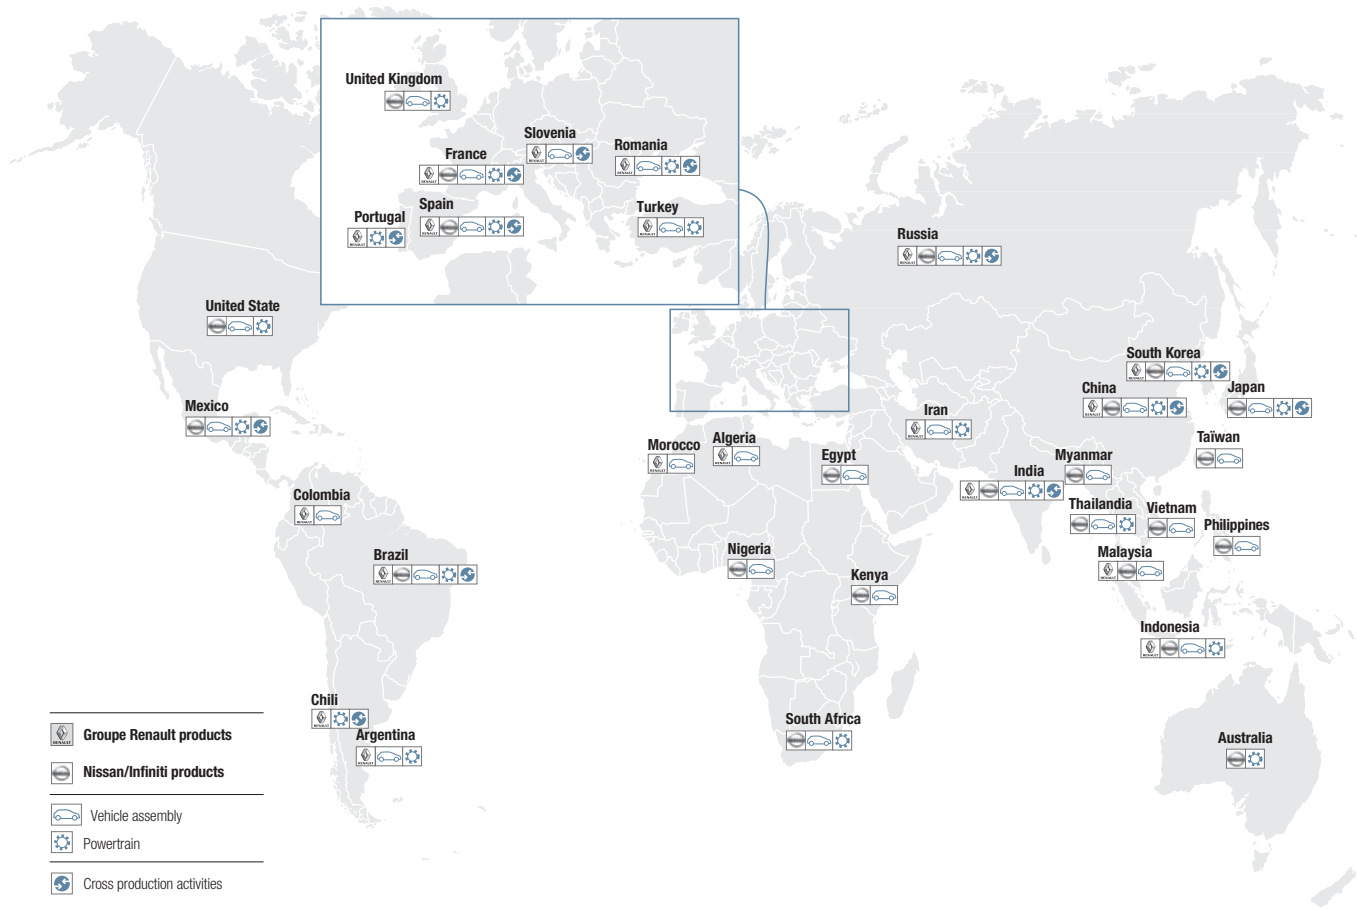 United Kingdom
Slovenia
Romania
France
Spain
Portugal
Turkey
Russia
United State
South Korea
China
Japan
Mexico
Iran
Morocco
Algeria
Egypt
India
Myanmar
Taïwan
Colombia
Thailandia
Vietnam
Philippines
Brazil
Nigeria
Malaysia
Kenya
Indonesia
Chili
Argentina
South Africa
Australia
RENAULT
Groupe Renault products
Nissan/Infiniti products
Vehicle assembly
Powertrain
Cross production activities